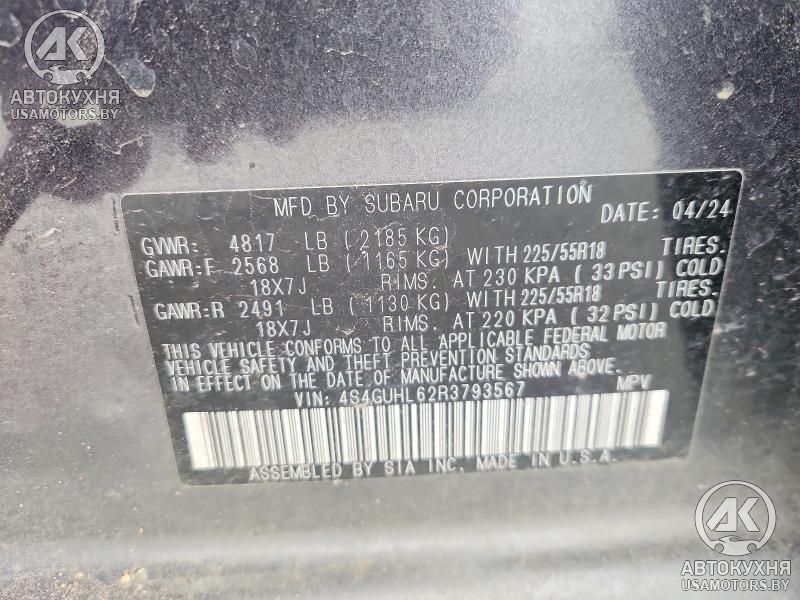 AK
АВТОКУХНЯ
USAMOTORS.BY
MFD. BY SUBARU CORPORATION DATE: 04/24
GVWR: 4817 LB (2185 KG)
GAWR:F 2568 LB (1165 KG) WITH 225/55R18 TIRES.
18X7J RIMS. AT 230 KPA (33 PSI) COLD
GAWR:R 2491 LB (1130 KG) WITH 225/55R18 TIRES.
18X7J RIMS. AT 220 KPA (32 PSI) COLD
THIS VEHICLE CONFORMS TO ALL APPLICABLE FEDERAL MOTOR
VEHICLE SAFETY AND THEFT PREVENTION STANDARDS
IN EFFECT ON THE DATE OF MANUFACTURE SHOWN ABOVE.
VIN: 4S4GUHL62R3793567 MPV
ASSEMBLED BY SIA INC. MADE IN U.S.A.
AK
АВТОКУХНЯ
USAMOTORS.BY